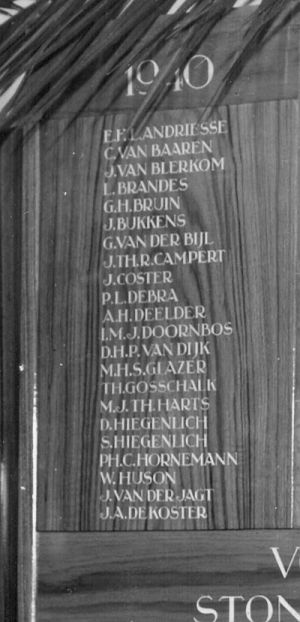 1940
E.E.L.ANDRIESSE
C.VAN BAAREN
J.VAN BLERKOM
L.BRANDES
G.H.BRUIN
J.BUKKENS
G.VAN DER BIJL
J.TH.R.CAMPERT
J.COSTER
P.L.DEBRA
A.H.DEELDER
I.M.J.DOORNBOS
D.H.P.VAN DIJK
M.H.S.GLAZER
TH.GOSSCHALK
M.J.TH.HARTS
D.HIEGENLICH
S.HIEGENLICH
PH.C.HORNEMANN
W.HUSON
J.VAN DER JAGT
J.A.DE KOSTER
V
STON